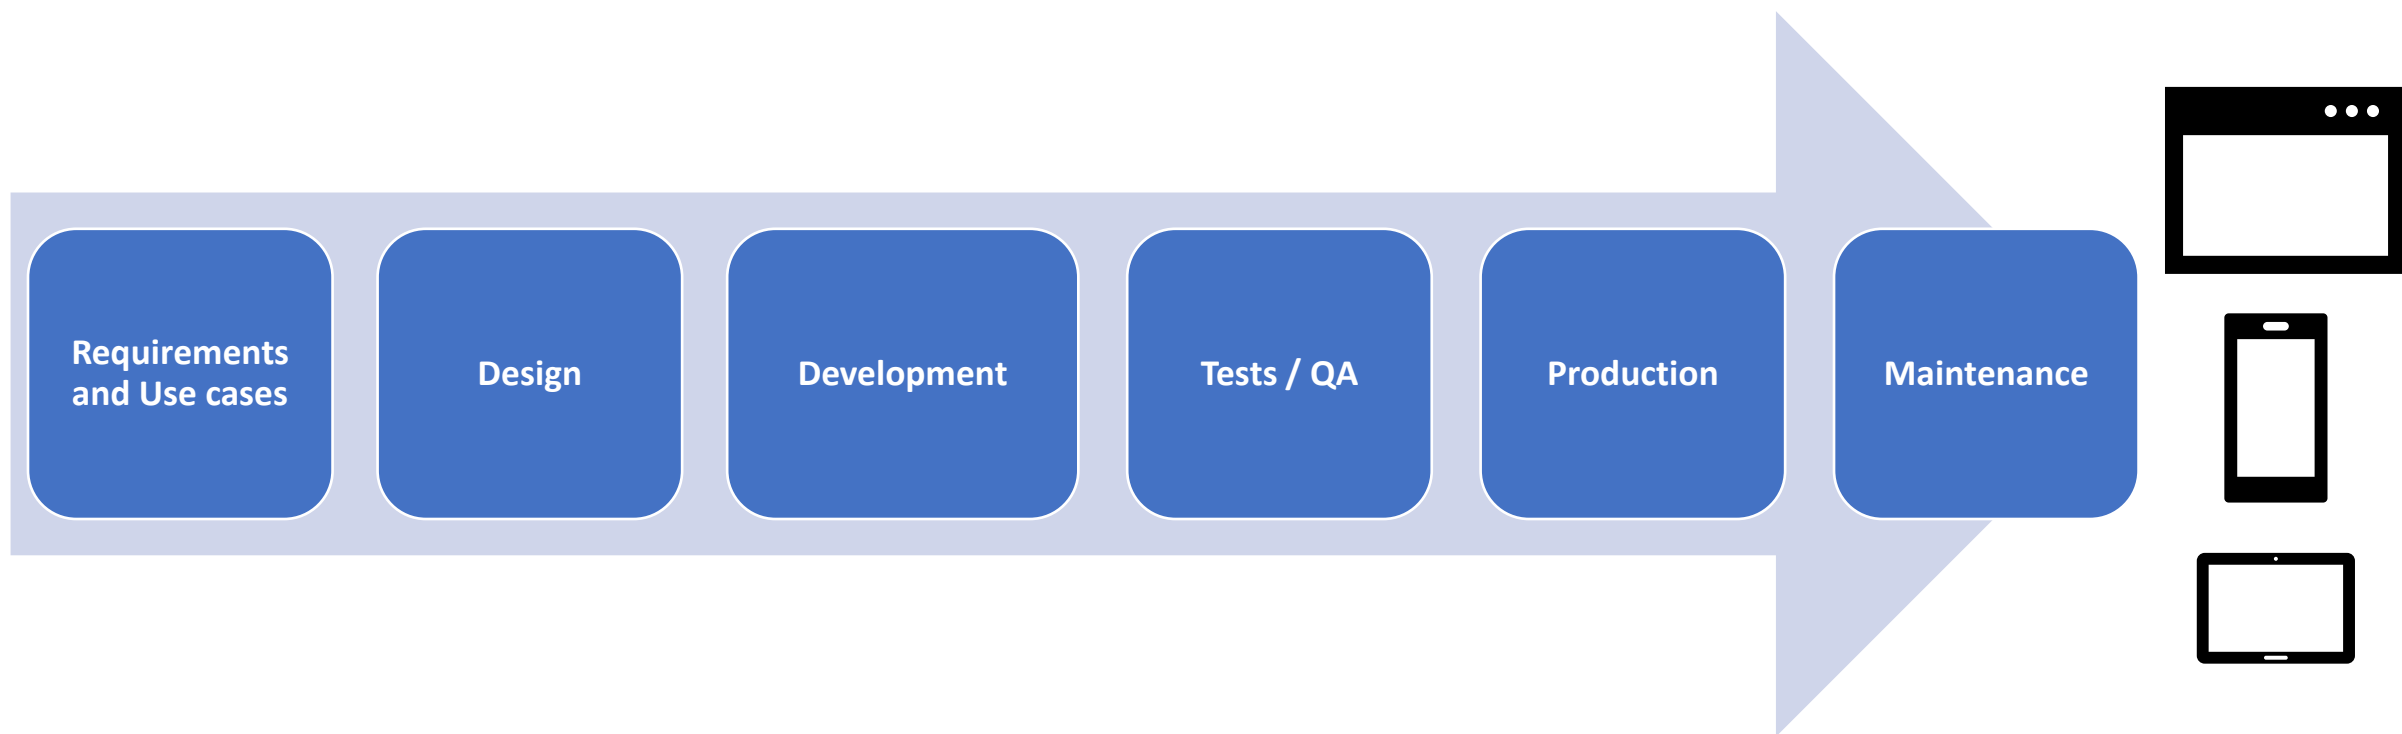 Requirements
and Use cases
Design
Development
Tests / QA
Production
Maintenance